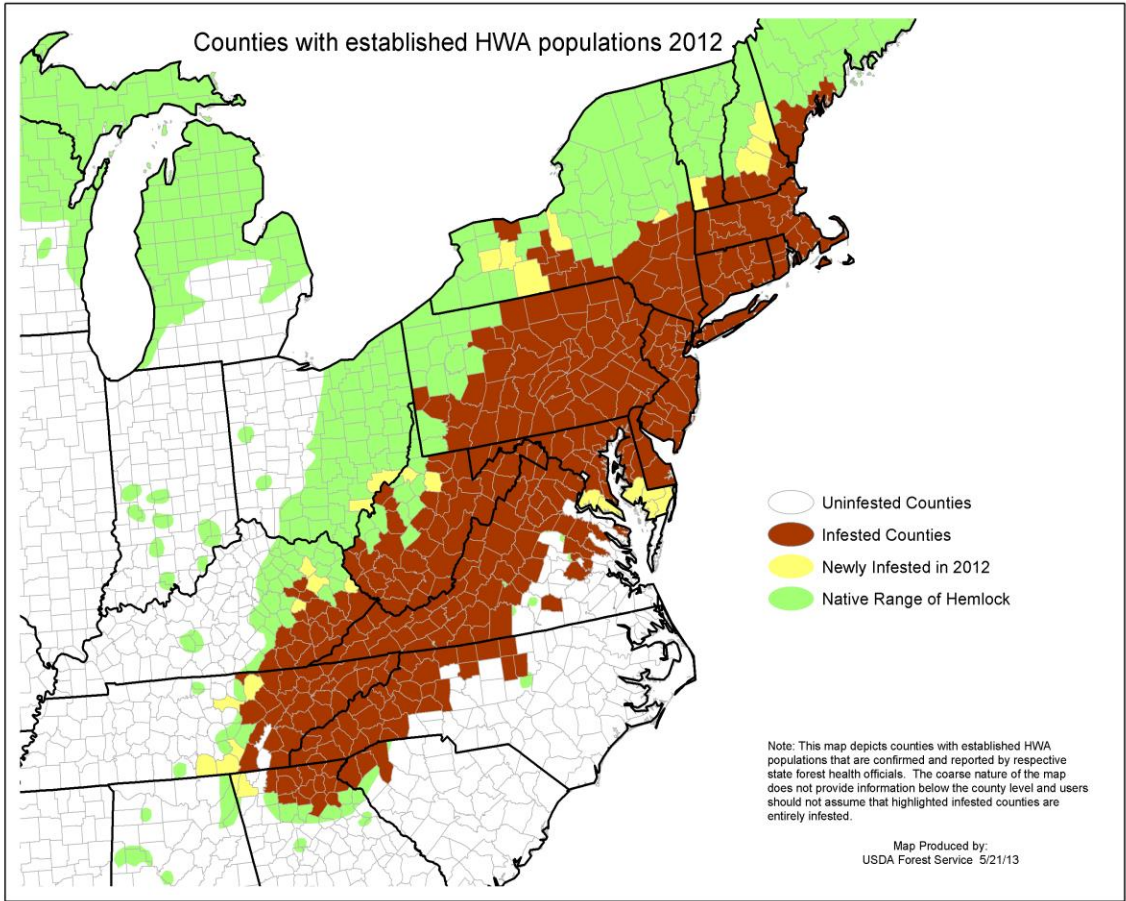 Counties with established HWA populations 2012
Uninfested Counties
Infested Counties
Newly Infested in 2012
Native Range of Hemlock
Note: This map depicts counties with established HWA
populations that are confirmed and reported by respective
state forest health officials. The coarse nature of the map
does not provide information below the county level and users
should not assume that highlighted infested counties are
entirely infested.
Map Produced by:
USDA Forest Service 5/21/13